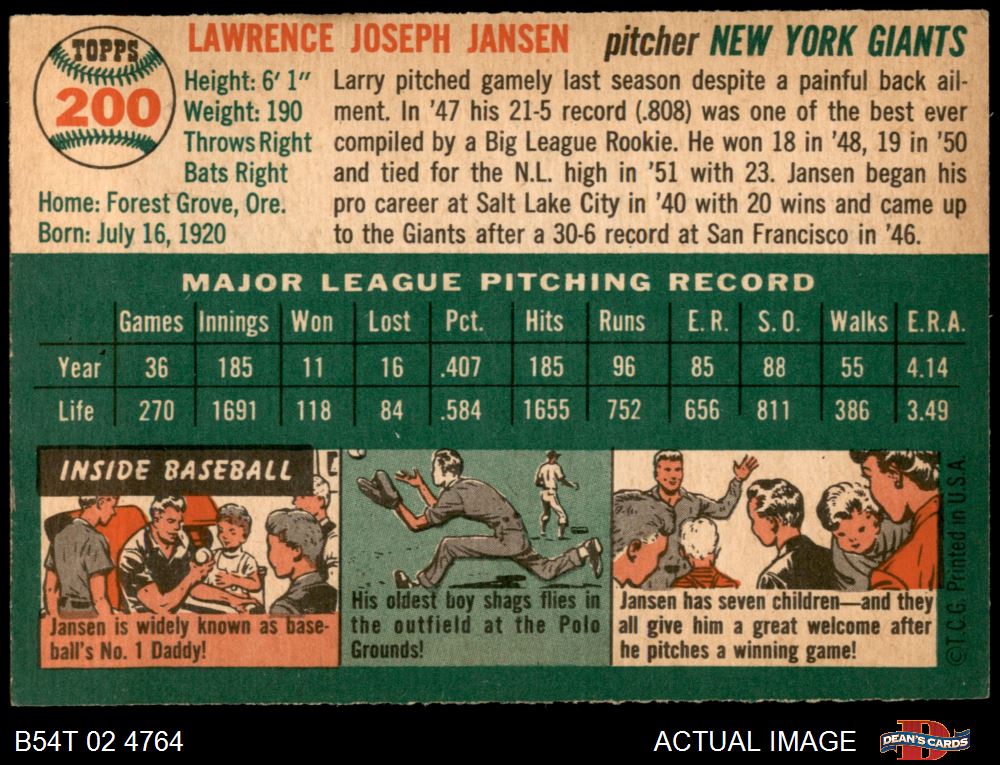 TOPPS
200
LAWRENCE JOSEPH JANSEN pitcher NEW YORK GIANTS
Height: 6' 1"
Weight: 190
Throws Right
Bats Right
Home: Forest Grove, Ore.
Born: July 16, 1920
Larry pitched gamely last season despite a painful back ail-
ment. In '47 his 21-5 record (.808) was one of the best ever
compiled by a Big League Rookie. He won 18 in '48, 19 in '50
and tied for the N.L. high in '51 with 23. Jansen began his
pro career at Salt Lake City in '40 with 20 wins and came up
to the Giants after a 30-6 record at San Francisco in '46.
MAJOR LEAGUE PITCHING RECORD
Games Innings Won Lost Pct. Hits Runs E.R. S.O. Walks E.R.A.
Year 36 185 11 16 .407 185 96 85 88 55 4.14
Life 270 1691 118 84 .584 1655 752 656 811 386 3.49
INSIDE BASEBALL
Jansen is widely known as base-
ball's No. 1 Daddy!
His oldest boy shags flies in
the outfield at the Polo
Grounds!
Jansen has seven children—and they
all give him a great welcome after
he pitches a winning game!
©T.C.G. Printed in U.S.A.
B54T 02 4764
ACTUAL IMAGE
DEAN'S CARDS